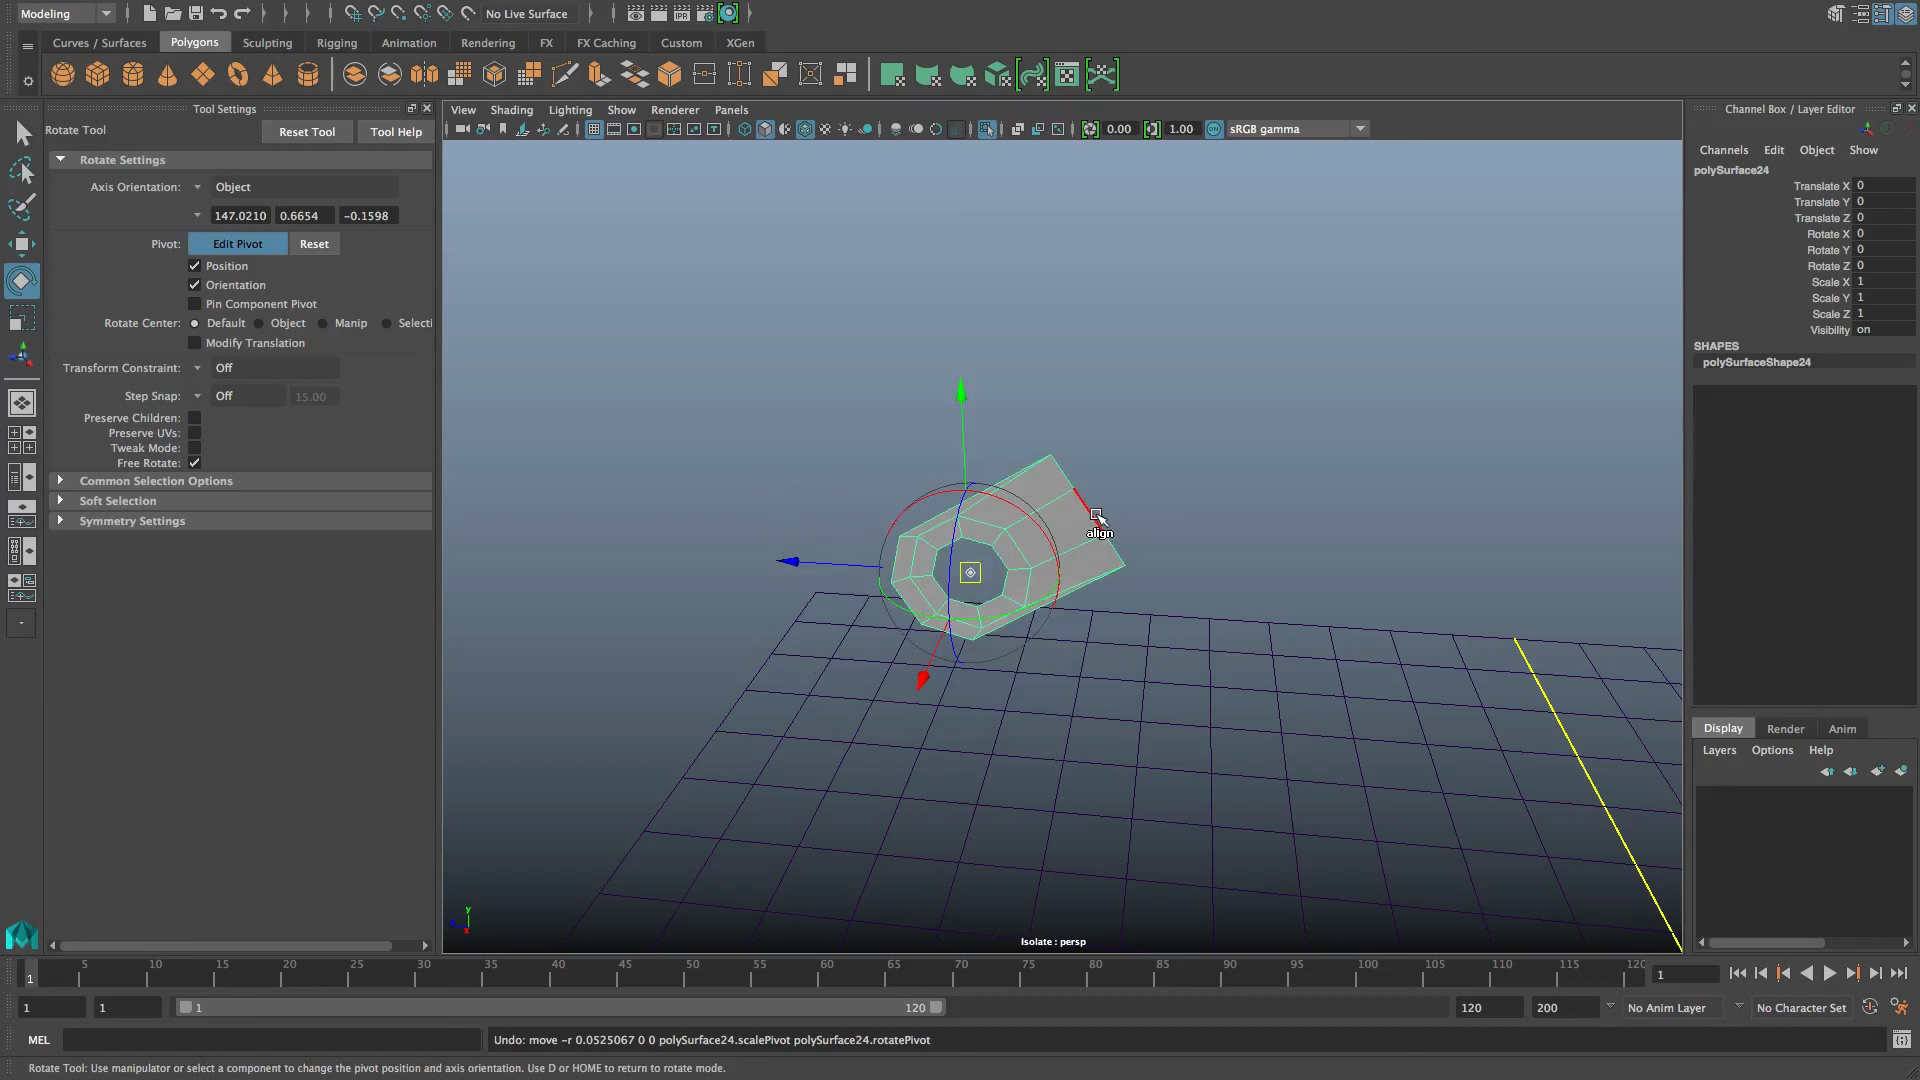 Modeling
No Live Surface
Curves / Surfaces
Polygons
Sculpting
Rigging
Animation
Rendering
FX
FX Caching
Custom
XGen
Tool Settings
Rotate Tool
Reset Tool
Tool Help
Rotate Settings
Axis Orientation:
Object
147.0210
0.6654
-0.1598
Pivot:
Edit Pivot
Reset
Position
Orientation
Pin Component Pivot
Rotate Center:
Default
Object
Manip
Selecti
Modify Translation
Transform Constraint:
Off
Step Snap:
Off
15.00
Preserve Children:
Preserve UVs:
Tweak Mode:
Free Rotate:
Common Selection Options
Soft Selection
Symmetry Settings
View
Shading
Lighting
Show
Renderer
Panels
0.00
1.00
sRGB gamma
align
y
Isolate : persp
Channel Box / Layer Editor
Channels
Edit
Object
Show
polySurface24
Translate X 0
Translate Y 0
Translate Z 0
Rotate X 0
Rotate Y 0
Rotate Z 0
Scale X 1
Scale Y 1
Scale Z 1
Visibility on
SHAPES
polySurfaceShape24
Display
Render
Anim
Layers
Options
Help
1
5
10
15
20
25
30
35
40
45
50
55
60
65
70
75
80
85
90
95
100
105
110
115
120
1
1
1
1
120
120
200
No Anim Layer
No Character Set
MEL
Undo: move -r 0.0525067 0 0 polySurface24.scalePivot polySurface24.rotatePivot
Rotate Tool: Use manipulator or select a component to change the pivot position and axis orientation. Use D or HOME to return to rotate mode.